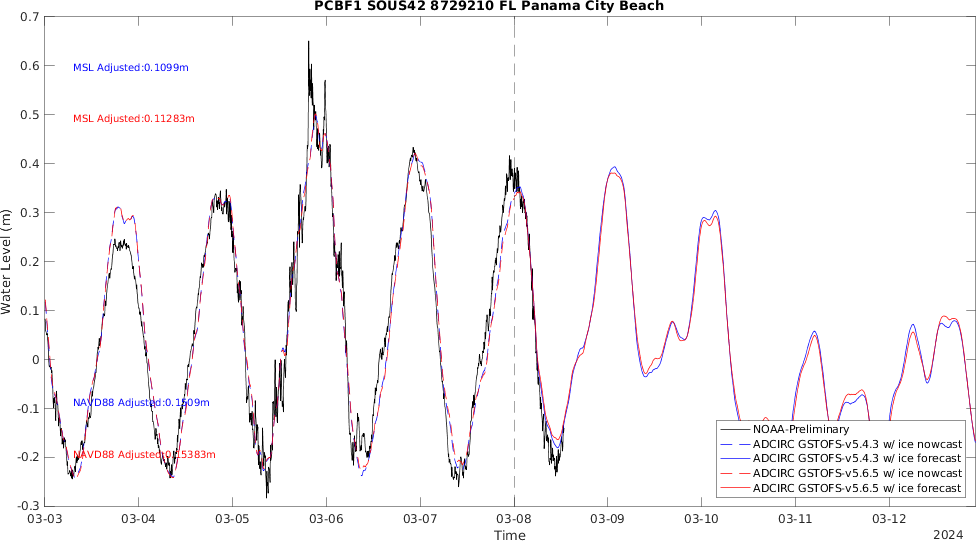 PCBF1 SOUS42 8729210 FL Panama City Beach
0.7
0.6
0.5
0.4
0.3
0.2
0.1
0
-0.1
-0.2
-0.3
Water Level (m)
MSL Adjusted:0.1099m
MSL Adjusted:0.11283m
NAVD88 Adjusted:0.1509m
NAVD88 Adjusted:0.15383m
NOAA-Preliminary
ADCIRC GSTOFS-v5.4.3 w/ ice nowcast
ADCIRC GSTOFS-v5.4.3 w/ ice forecast
ADCIRC GSTOFS-v5.6.5 w/ ice nowcast
ADCIRC GSTOFS-v5.6.5 w/ ice forecast
03-03 03-04 03-05 03-06 03-07 03-08 03-09 03-10 03-11 03-12
Time
2024